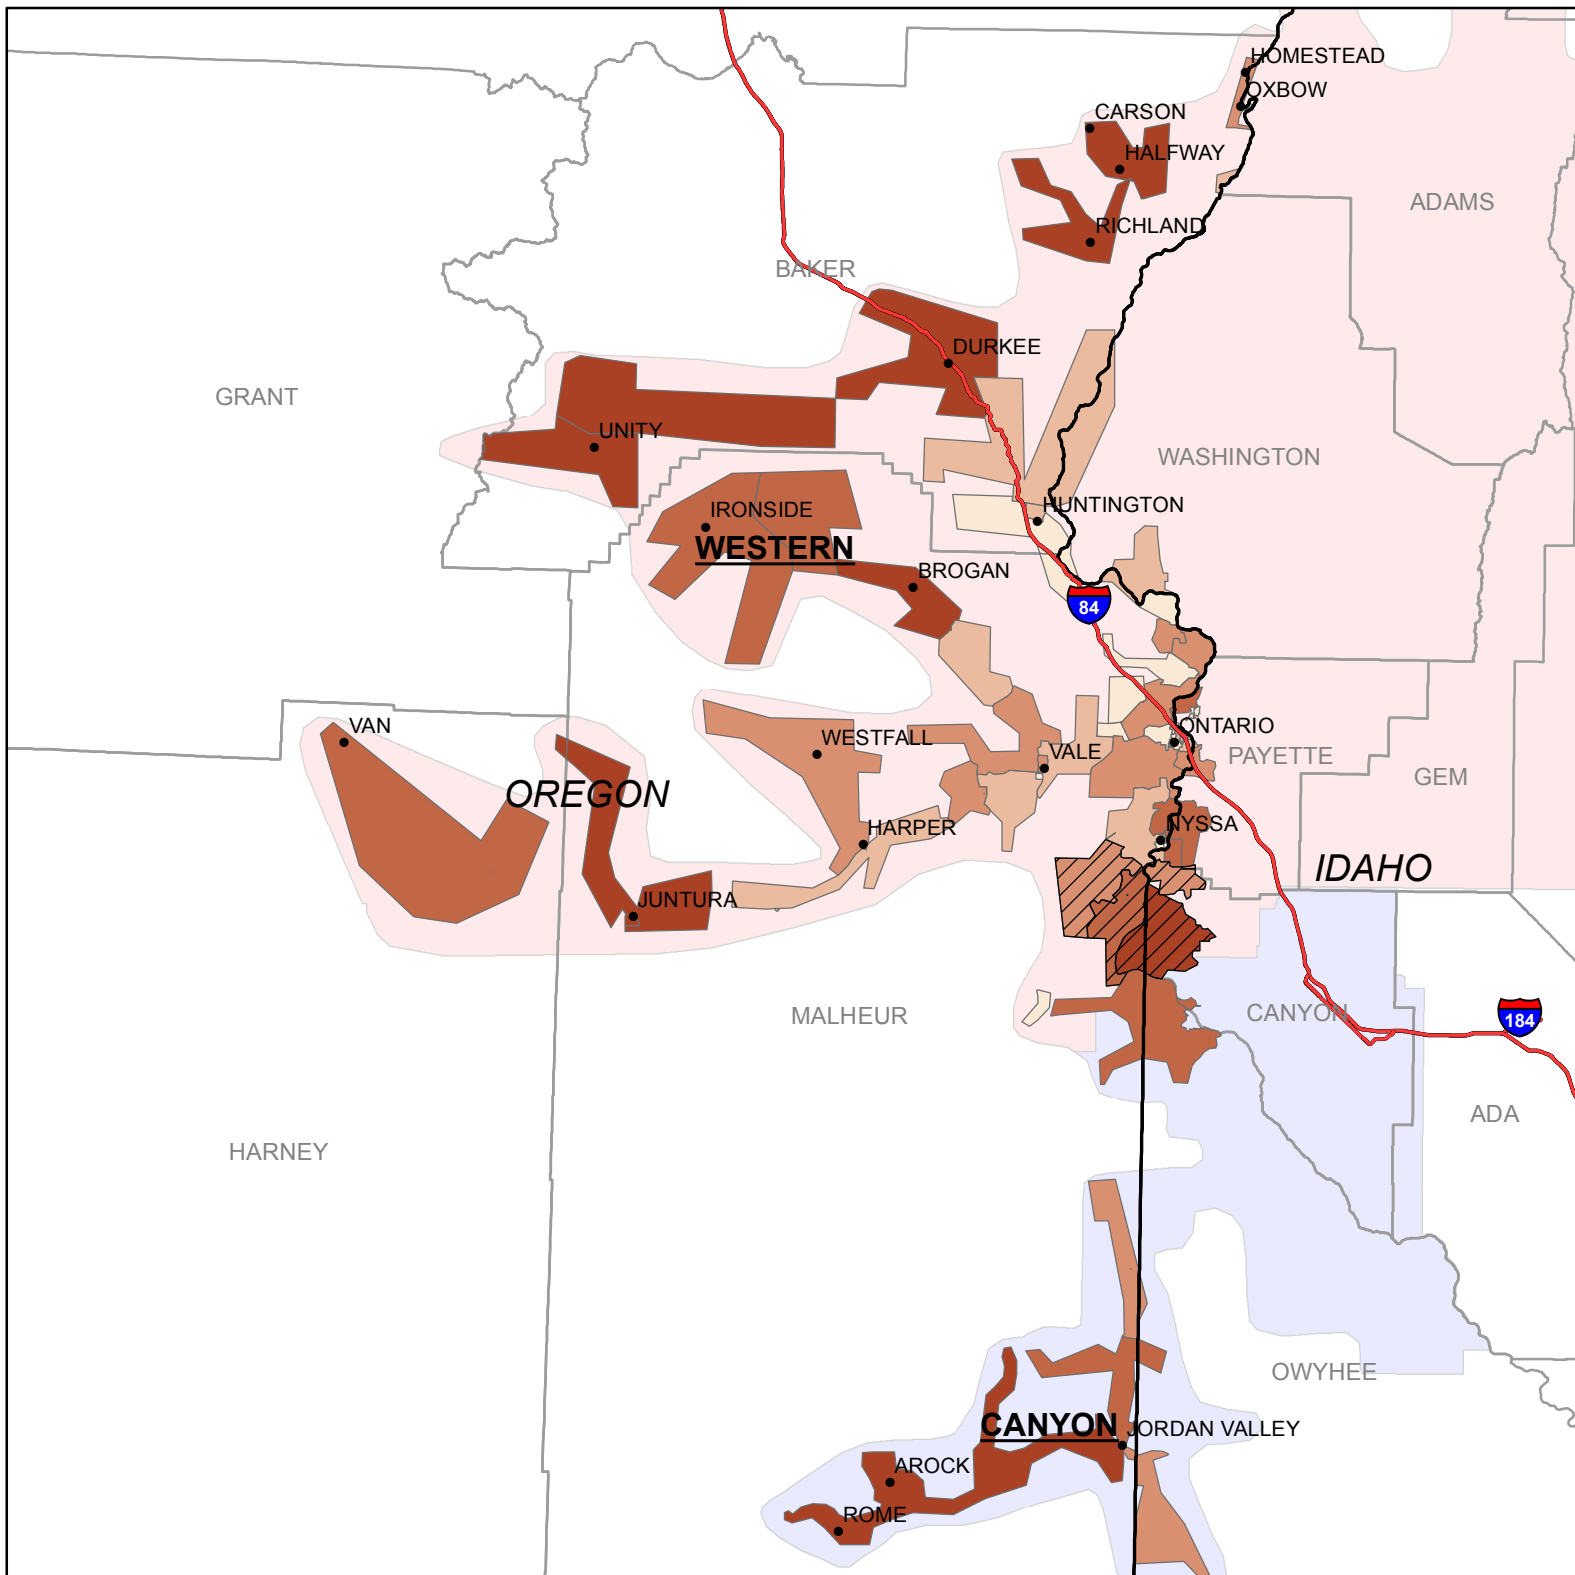 HOMESTEAD
OXBOW
CARSON
HALFWAY
ADAMS
RICHLAND
BAKER
DURKEE
GRANT
UNITY
WASHINGTON
HUNTINGTON
IRONSIDE
WESTERN
BROGAN
84
VAN
WESTFALL
ONTARIO
VALE
PAYETTE
GEM
OREGON
HARPER
NYSSA
IDAHO
JUNTURA
MALHEUR
CANYON
184
ADA
HARNEY
OWYHEE
CANYON
JORDAN VALLEY
AROCK
ROME